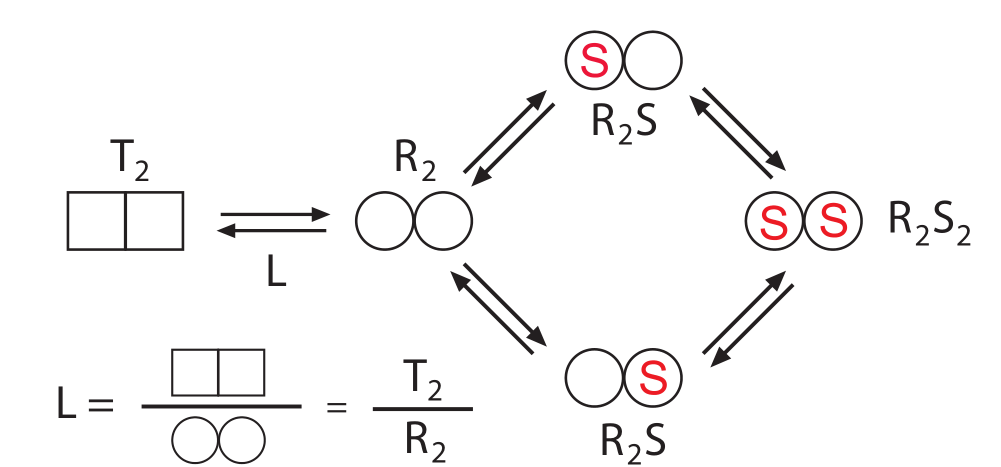 S
R₂S
T₂
R₂
S S
R₂S₂
L
S
R₂S
L = = T₂
R₂